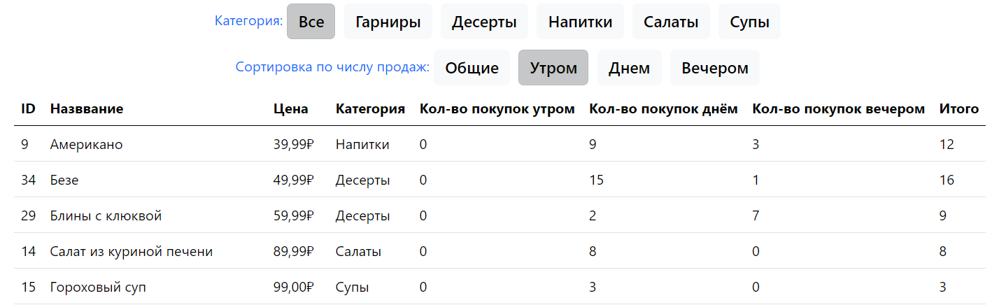 Категория: Все Гарниры Десерты Напитки Салаты Супы
Сортировка по числу продаж: Общие Утром Днем Вечером
ID Назввание Цена Категория Кол-во покупок утром Кол-во покупок днём Кол-во покупок вечером Итого
9 Американо 39,99₽ Напитки 0 9 3 12
34 Безе 49,99₽ Десерты 0 15 1 16
29 Блины с клюквой 59,99₽ Десерты 0 2 7 9
14 Салат из куриной печени 89,99₽ Салаты 0 8 0 8
15 Гороховый суп 99,00₽ Супы 0 3 0 3